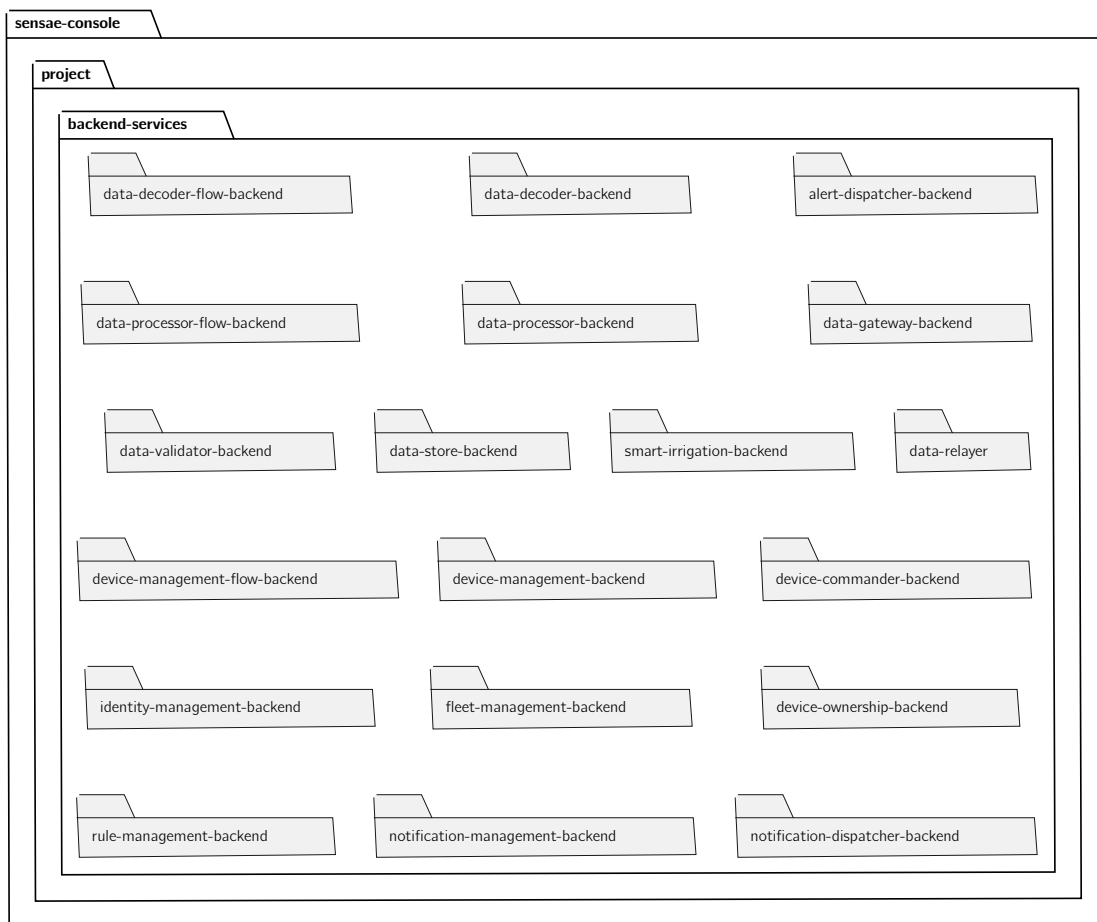 sensae-console
project
backend-services
data-decoder-flow-backend
data-decoder-backend
alert-dispatcher-backend
data-processor-flow-backend
data-processor-backend
data-gateway-backend
data-validator-backend
data-store-backend
smart-irrigation-backend
data-relayer
device-management-flow-backend
device-management-backend
device-commander-backend
identity-management-backend
fleet-management-backend
device-ownership-backend
rule-management-backend
notification-management-backend
notification-dispatcher-backend